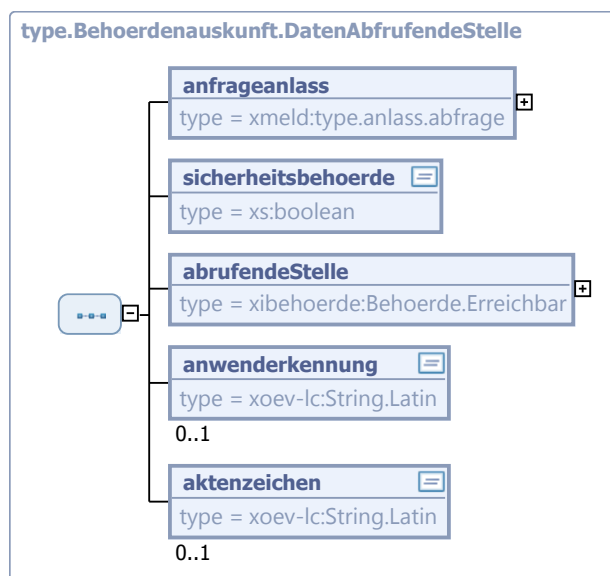 type.Behoerdenauskunft.DatenAbfrufendeStelle
anfrageanlass
type = xmeld:type.anlass.abfrage
sicherheitsbehoerde
type = xs:boolean
abrufendeStelle
type = xibehoerde:Behoerde.Erreichbar
anwenderkennung
type = xoev-lc:String.Latin
0..1
aktenzeichen
type = xoev-lc:String.Latin
0..1